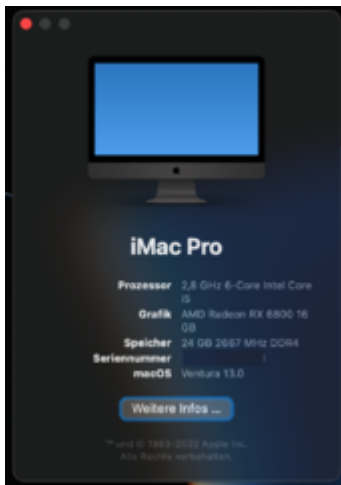 iMac Pro
Prozessor 2,8 GHz 6-Core Intel Core
i5
Grafik AMD Radeon RX 6800 16
GB
Speicher 24 GB 2667 MHz DDR4
Seriennummer
macOS Ventura 13.0
Weitere Infos ...
™ und © 1983-2022 Apple Inc.
Alle Rechte vorbehalten.